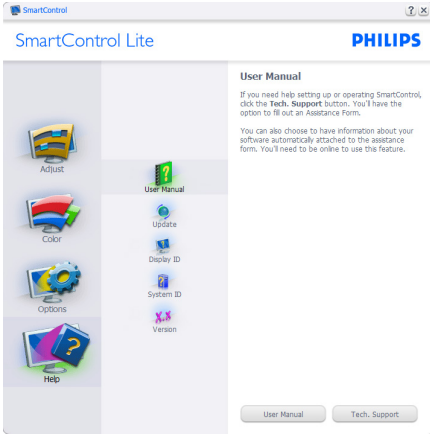 SmartControl
SmartControl Lite
PHILIPS
Adjust
Color
Options
Help
User Manual
Update
Display ID
System ID
X.X
Version
User Manual
If you need help setting up or operating SmartControl,
click the Tech. Support button. You'll have the
option to fill out an Assistance Form.
You can also choose to have information about your
software automatically attached to the assistance
form. You'll need to be online to use this feature.
User Manual
Tech. Support